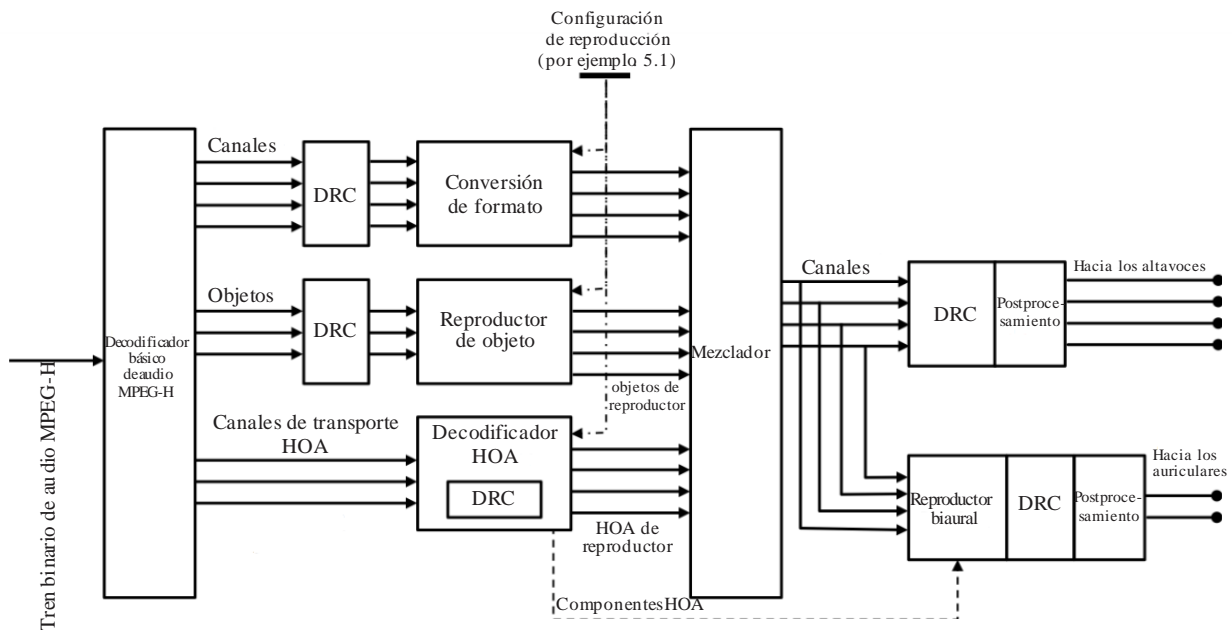 Configuración
de reproducción
(por ejemplo. 5.1)
Canales
DRC
Conversión
de formato
Objetos
DRC
Reproductor
de objeto
Decodificador
básico
deaudio
MPEG-H
Tren binario de audio MPEG-H
Canales de transporte
HOA
Decodificador
HOA
DRC
objetos de
reproductor
HOA de
reproductor
ComponentesHOA
Mezclador
Canales
DRC
Postproce-
samiento
Hacia los altavoces
Reproductor
biaural
DRC
Postproce-
samiento
Hacia los
auriculares